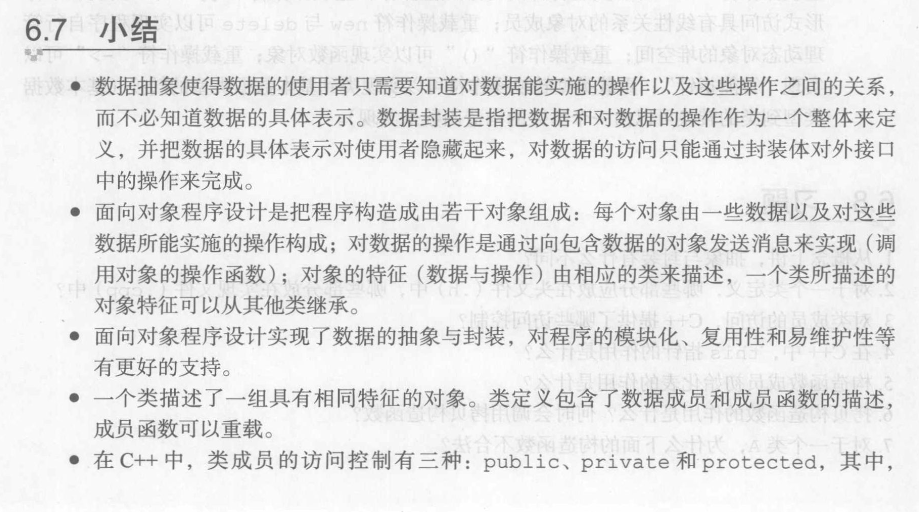 6.7 小结
● 数据抽象使得数据的使用者只需要知道对数据能实施的操作以及这些操作之间的关系，
而不必知道数据的具体表示。数据封装是指把数据和对数据的操作作为一个整体来定
义，并把数据的具体表示对使用者隐藏起来，对数据的访问只能通过封装体对外接口
中的操作来完成。
● 面向对象程序设计是把程序构造成由若干对象组成：每个对象由一些数据以及对这些
数据所能实施的操作构成；对数据的操作是通过向包含数据的对象发送消息来实现（调
用对象的操作函数）；对象的特征（数据与操作）由相应的类来描述，一个类所描述的
对象特征可以从其他类继承。
● 面向对象程序设计实现了数据的抽象与封装，对程序的模块化、复用性和易维护性等
有更好的支持。
● 一个类描述了一组具有相同特征的对象。类定义包含了数据成员和成员函数的描述，
成员函数可以重载。
● 在C++中，类成员的访问控制有三种：public、private和protected，其中，